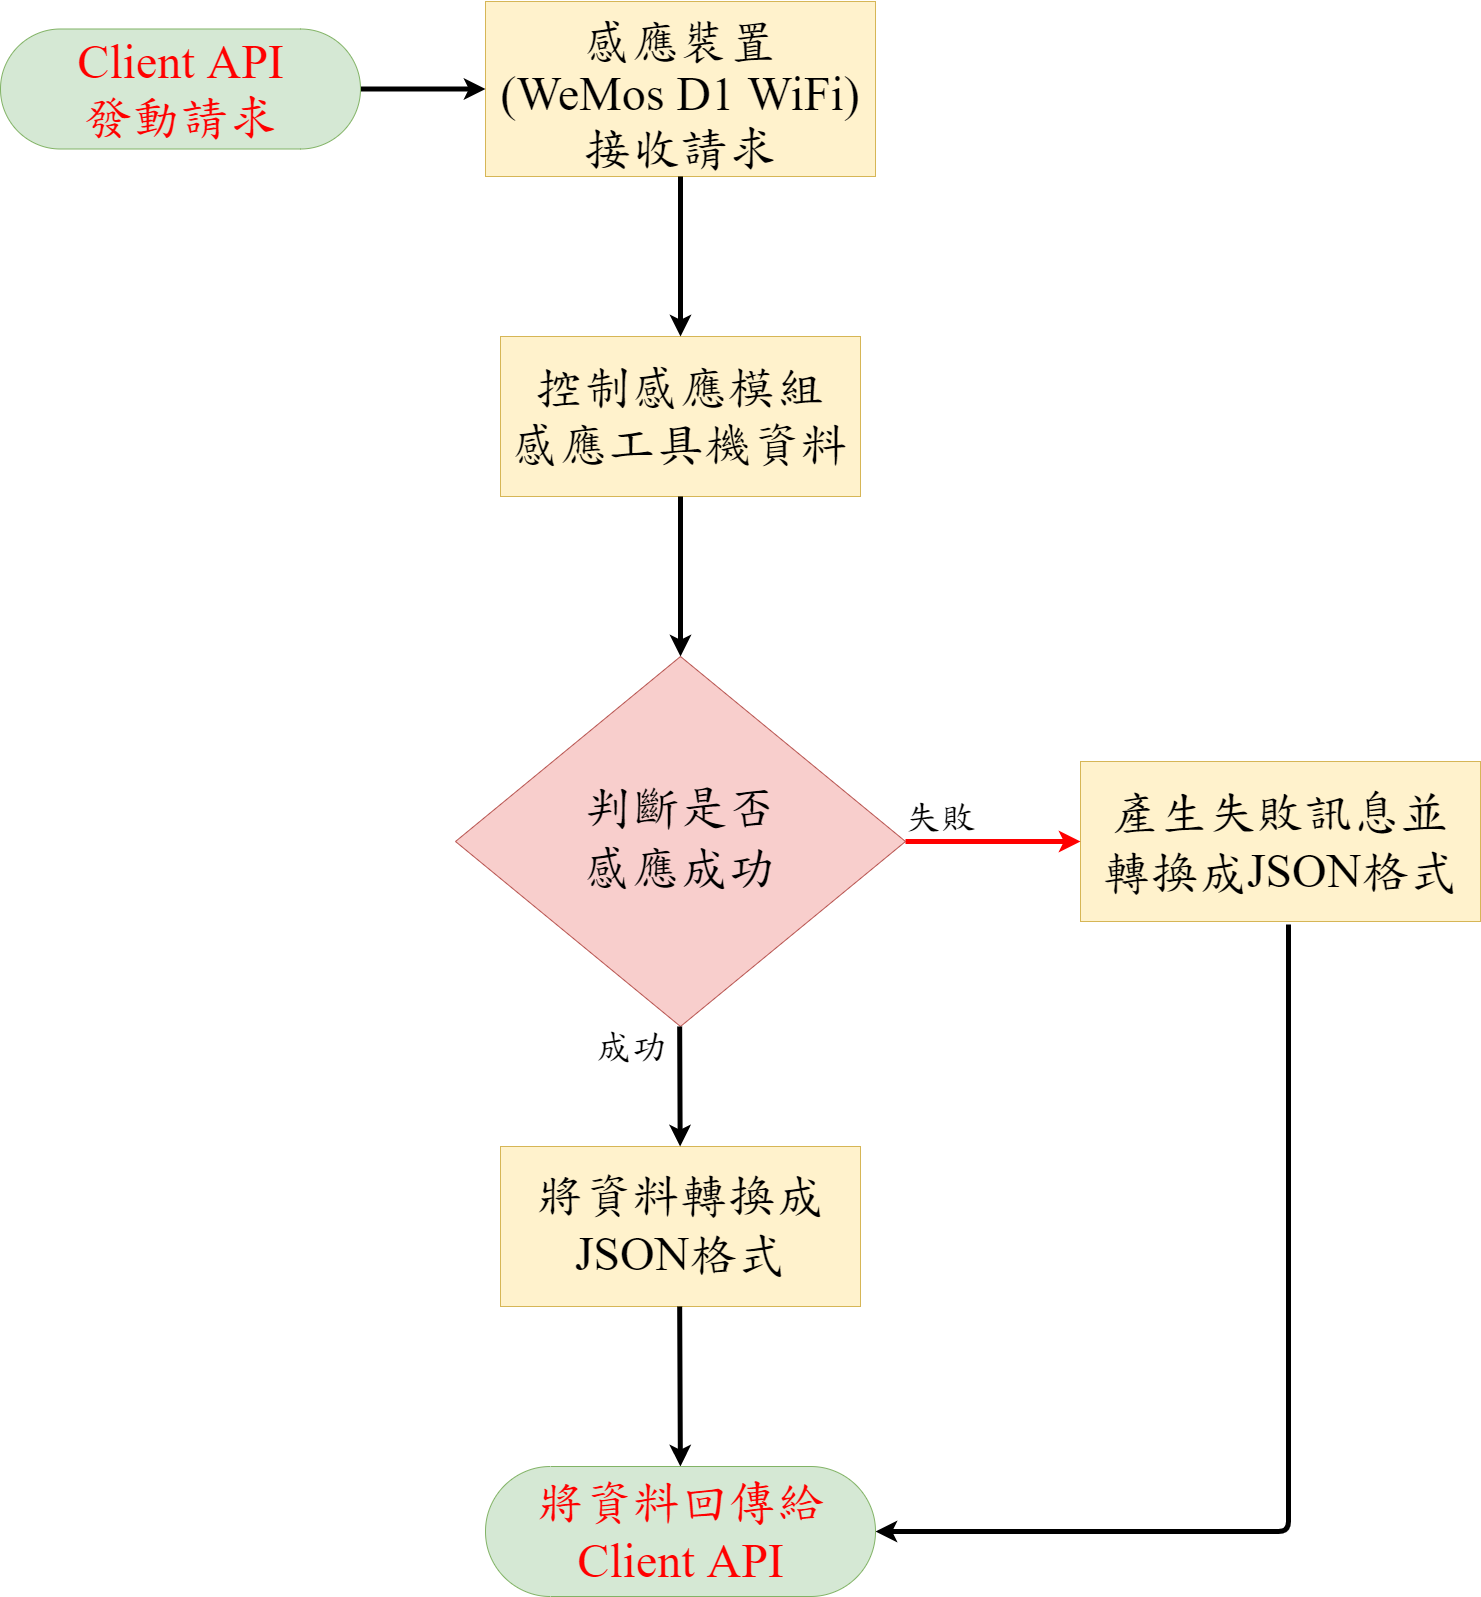 Client API
發動請求
感應裝置
(WeMos D1 WiFi)
接收請求
控制感應模組
感應工具機資料
判斷是否
感應成功
失敗
產生失敗訊息並
轉換成JSON格式
成功
將資料轉換成
JSON格式
將資料回傳給
Client API